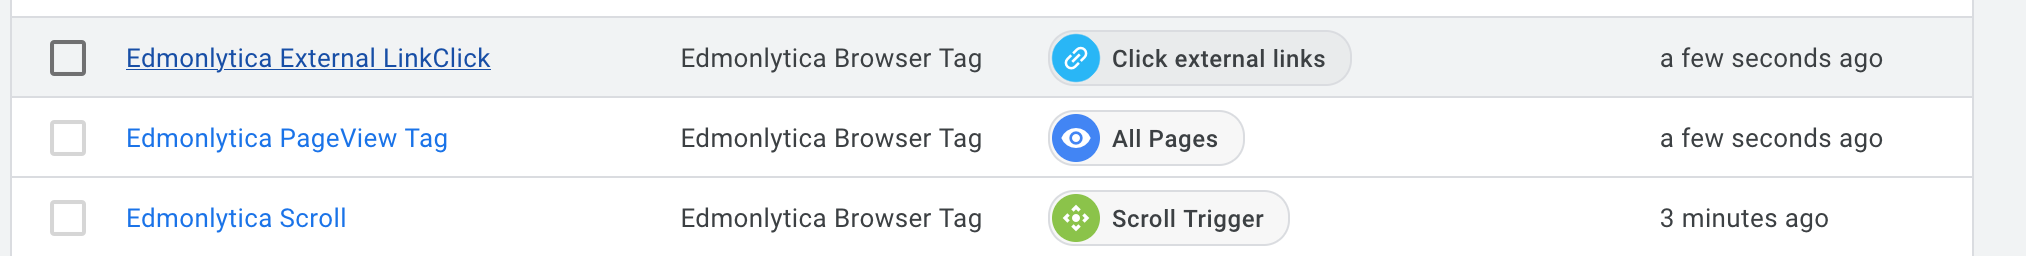 Edmonlytica External LinkClick Edmonlytica Browser Tag Click external links a few seconds ago
Edmonlytica PageView Tag Edmonlytica Browser Tag All Pages a few seconds ago
Edmonlytica Scroll Edmonlytica Browser Tag Scroll Trigger 3 minutes ago